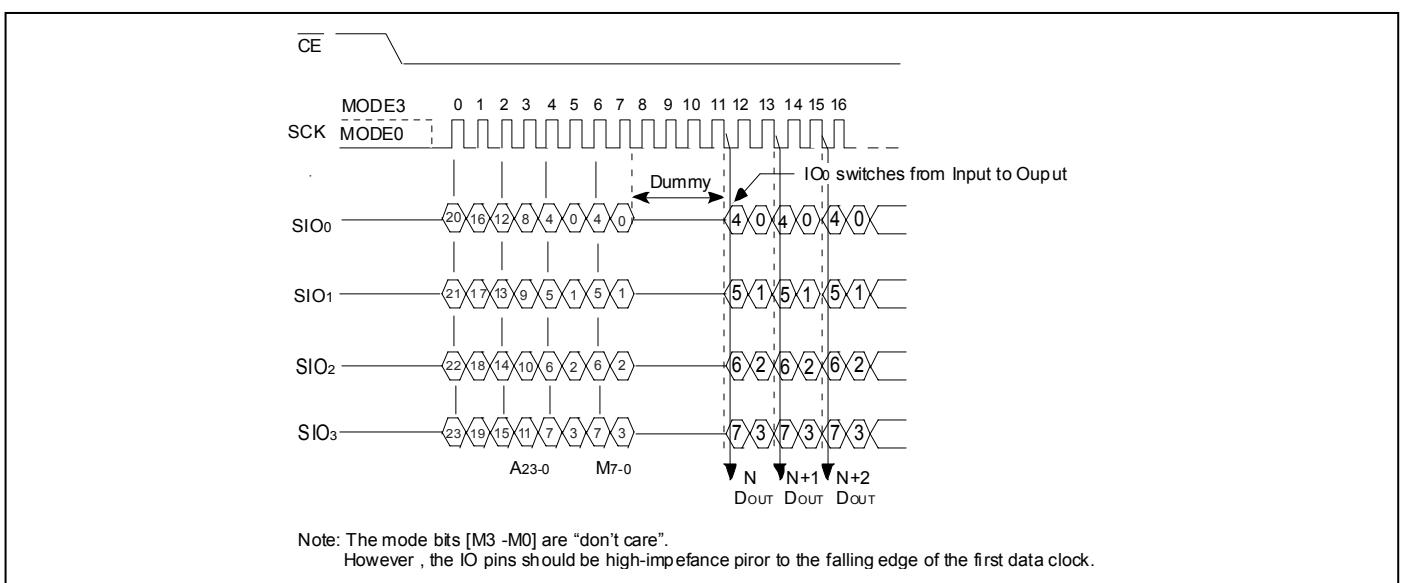 CE
MODE3 0 1 2 3 4 5 6 7 8 9 10 11 12 13 14 15 16
SCK MODE0
Dummy IO0 switches from Input to Ouput
SIO0 20 16 12 8 4 0 4 0 4 0 4 0 4 0
SIO1 21 17 13 9 5 1 5 1 5 1 5 1 5 1
SIO2 22 18 14 10 6 2 6 2 6 2 6 2 6 2
SIO3 23 19 15 11 7 3 7 3 7 3 7 3 7 3
A23-0 M7-0 N N+1 N+2
DOUT DOUT DOUT
Note: The mode bits [M3 -M0] are “don’t care”.
However , the IO pins should be high-impefance piror to the falling edge of the first data clock.